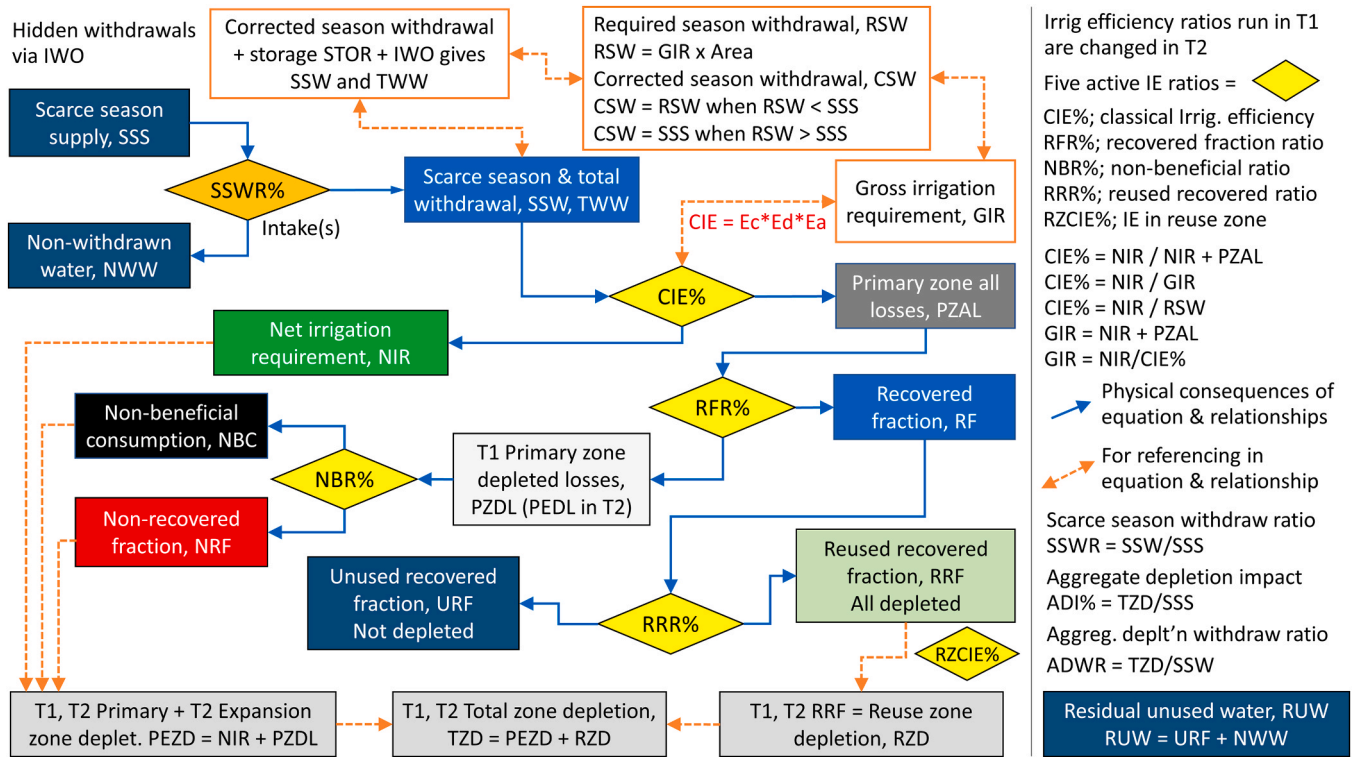 Hidden withdrawals
via IWO
Corrected season withdrawal
+ storage STOR + IWO gives
SSW and TWW
Required season withdrawal, RSW
RSW = GIR x Area
Corrected season withdrawal, CSW
CSW = RSW when RSW < SSS
CSW = SSS when RSW > SSS
Scarce season
supply, SSS
SSWR%
Intake(s)
Non-withdrawn
water, NWW
Scarce season & total
withdrawal, SSW, TWW
Gross irrigation
requirement, GIR
CIE = Ec*Ed*Ea
CIE%
Primary zone all
losses, PZAL
Net irrigation
requirement, NIR
RFR%
Recovered
fraction, RF
Non-beneficial
consumption, NBC
NBR%
T1 Primary zone
depleted losses,
PZDL (PEDL in T2)
Non-recovered
fraction, NRF
Unused recovered
fraction, URF
Not depleted
RRR%
Reused recovered
fraction, RRF
All depleted
RZCIE%
T1, T2 Primary + T2 Expansion
zone deplet. PEZD = NIR + PZDL
T1, T2 Total zone depletion,
TZD = PEZD + RZD
T1, T2 RRF = Reuse zone
depletion, RZD
Irrig efficiency ratios run in T1
are changed in T2
Five active IE ratios =
CIE%; classical Irrig. efficiency
RFR%; recovered fraction ratio
NBR%; non-beneficial ratio
RRR%; reused recovered ratio
RZCIE%; IE in reuse zone
CIE% = NIR / NIR + PZAL
CIE% = NIR / GIR
CIE% = NIR / RSW
GIR = NIR + PZAL
GIR = NIR/CIE%
Physical consequences of
equation & relationships
For referencing in
equation & relationship
Scarce season withdraw ratio
SSWR = SSW/SSS
Aggregate depletion impact
ADI% = TZD/SSS
Aggreg. deplt'n withdraw ratio
ADWR = TZD/SSW
Residual unused water, RUW
RUW = URF + NWW